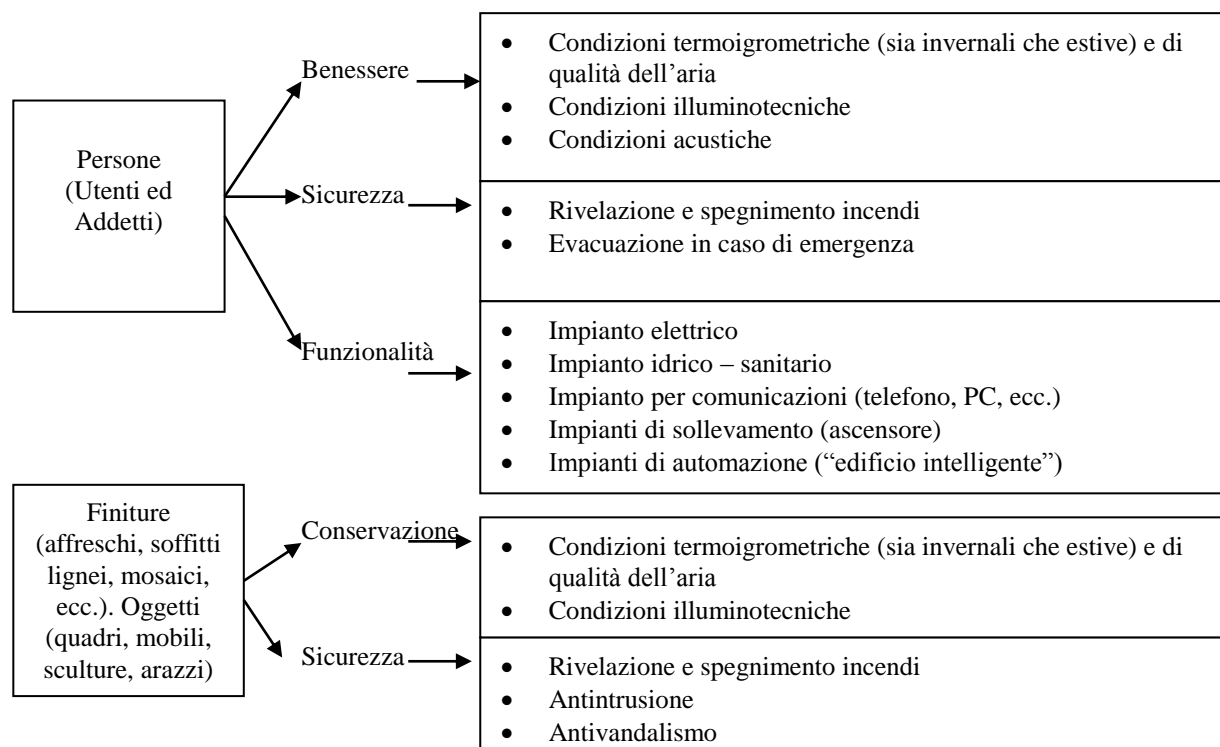 Persone
(Utenti ed
Addetti)
Benessere
• Condizioni termoigrometriche (sia invernali che estive) e di
qualità dell'aria
• Condizioni illuminotecniche
• Condizioni acustiche
Sicurezza
• Rivelazione e spegnimento incendi
• Evacuazione in caso di emergenza
Funzionalità
• Impianto elettrico
• Impianto idrico – sanitario
• Impianto per comunicazioni (telefono, PC, ecc.)
• Impianti di sollevamento (ascensore)
• Impianti di automazione (“edificio intelligente”)
Finiture
(affreschi, soffitti
lignei, mosaici,
ecc.). Oggetti
(quadri, mobili,
sculture, arazzi)
Conservazione
• Condizioni termoigrometriche (sia invernali che estive) e di
qualità dell'aria
• Condizioni illuminotecniche
Sicurezza
• Rivelazione e spegnimento incendi
• Antintrusione
• Antivandalismo